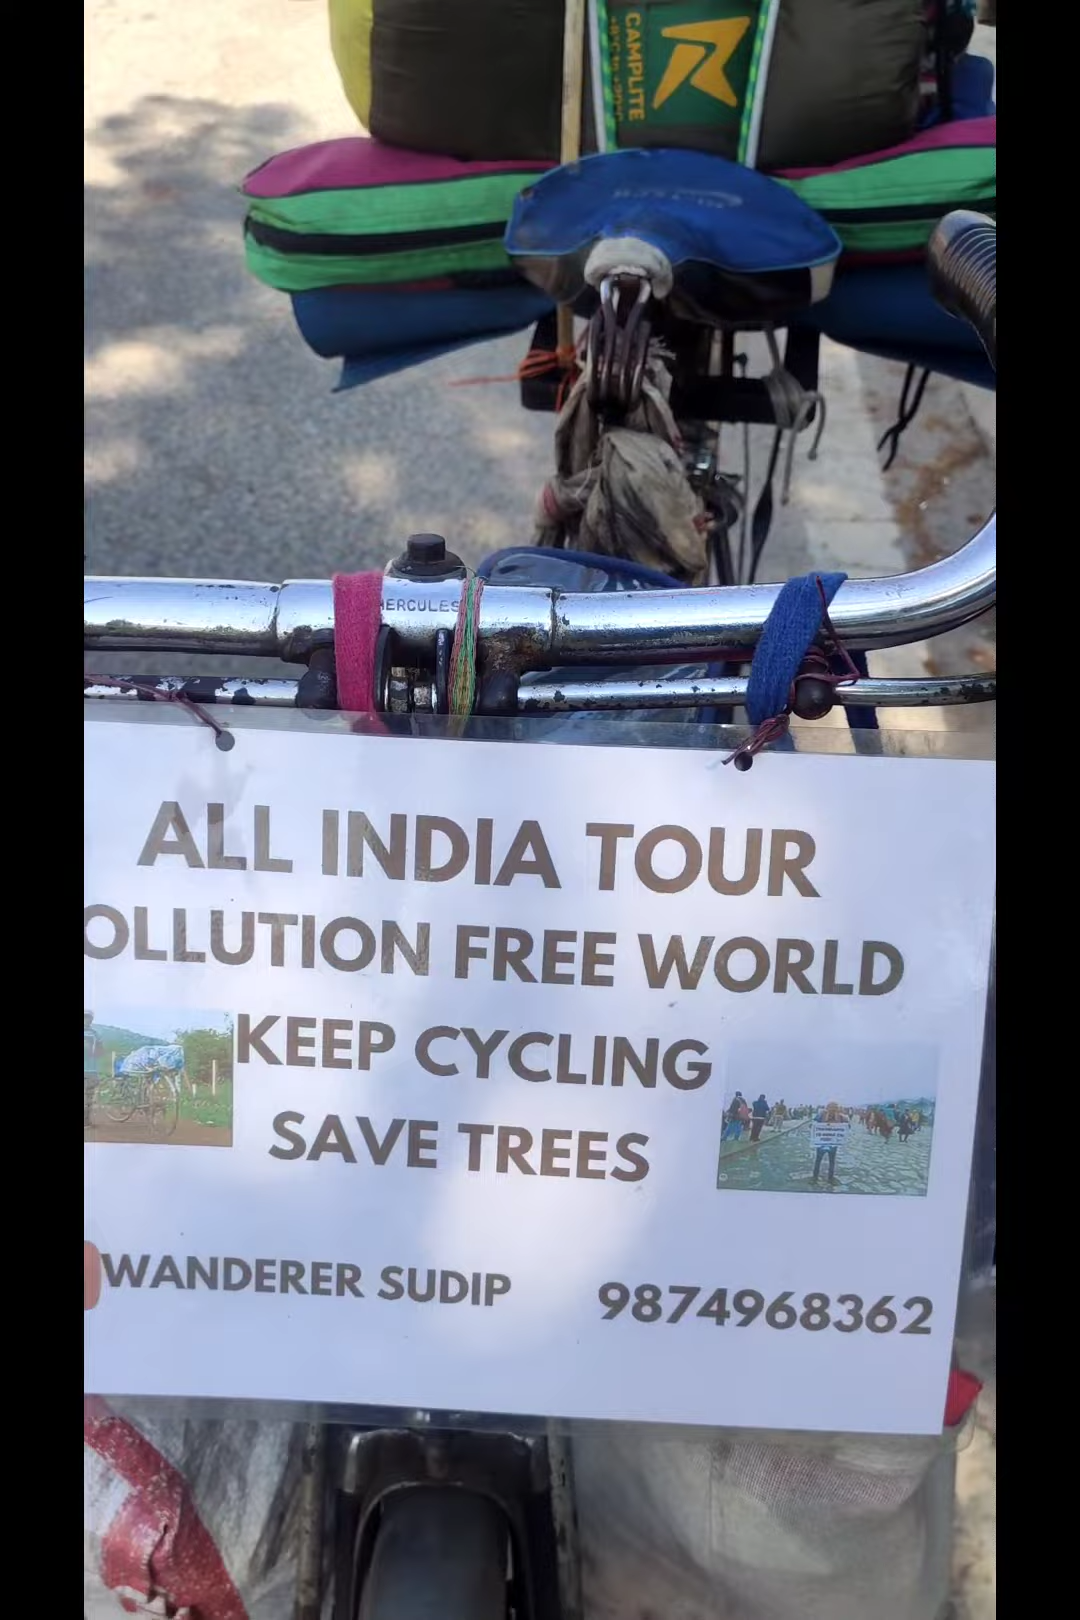 CAMPLITE
HERCULES
ALL INDIA TOUR
OLLUTION FREE WORLD
KEEP CYCLING
SAVE TREES
WANDERER SUDIP 9874968362